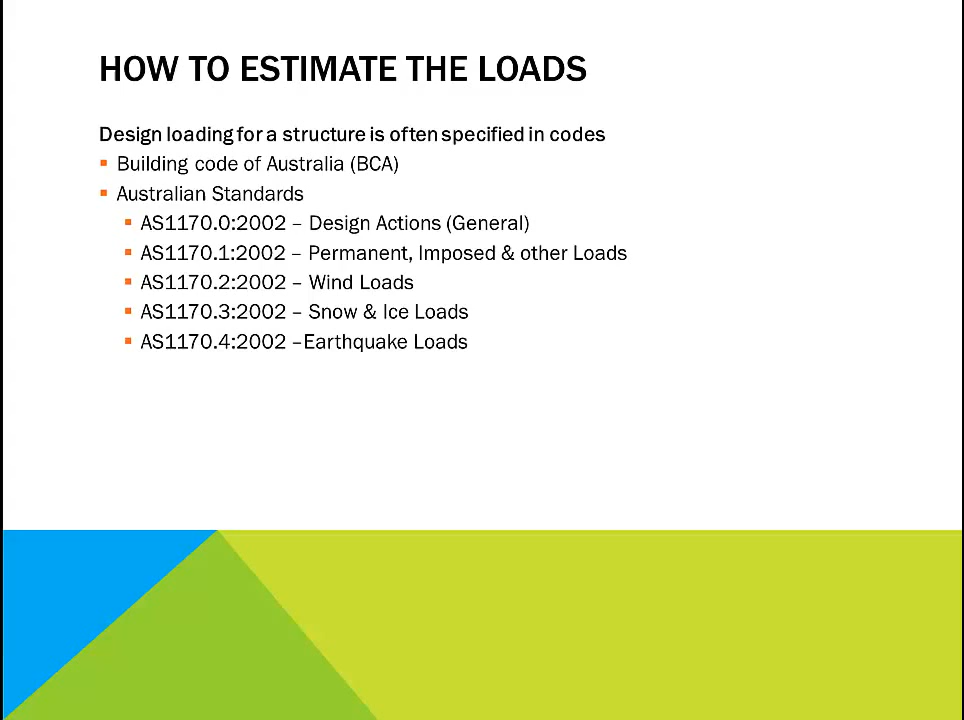 HOW TO ESTIMATE THE LOADS
Design loading for a structure is often specified in codes
Building code of Australia (BCA)
Australian Standards
AS1170.0:2002 – Design Actions (General)
AS1170.1:2002 – Permanent, Imposed & other Loads
AS1170.2:2002 – Wind Loads
AS1170.3:2002 – Snow & Ice Loads
AS1170.4:2002 –Earthquake Loads